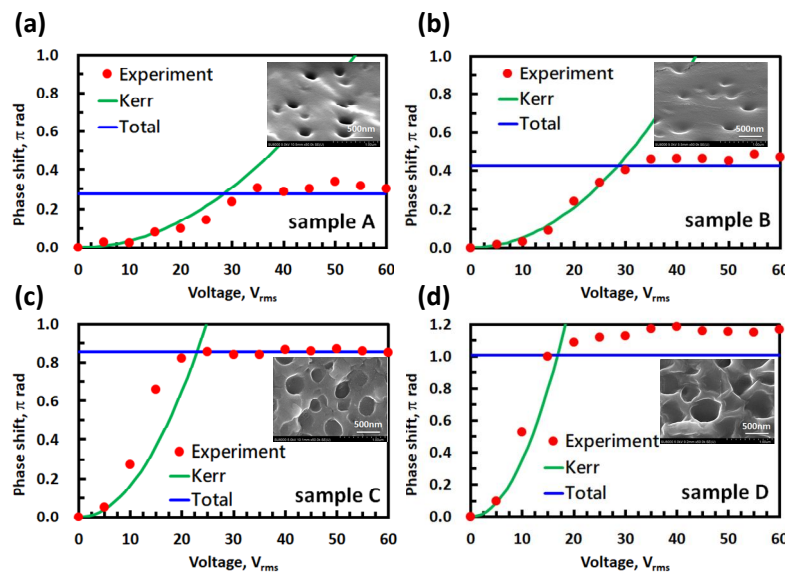 (a)
Phase shift, π rad
1.0
0.8
0.6
0.4
0.2
0.0
Experiment
Kerr
Total
500nm
sample A
0 10 20 30 40 50 60
Voltage, Vrms
(b)
Phase shift, π rad
1.0
0.8
0.6
0.4
0.2
0.0
Experiment
Kerr
Total
500nm
sample B
0 10 20 30 40 50 60
Voltage, Vrms
(c)
Phase shift, π rad
1.0
0.8
0.6
0.4
0.2
0.0
500nm
Experiment
Kerr
Total
sample C
0 10 20 30 40 50 60
Voltage, Vrms
(d)
Phase shift, π rad
1.2
1.0
0.8
0.6
0.4
0.2
0.0
500nm
Experiment
Kerr
Total
sample D
0 10 20 30 40 50 60
Voltage, Vrms